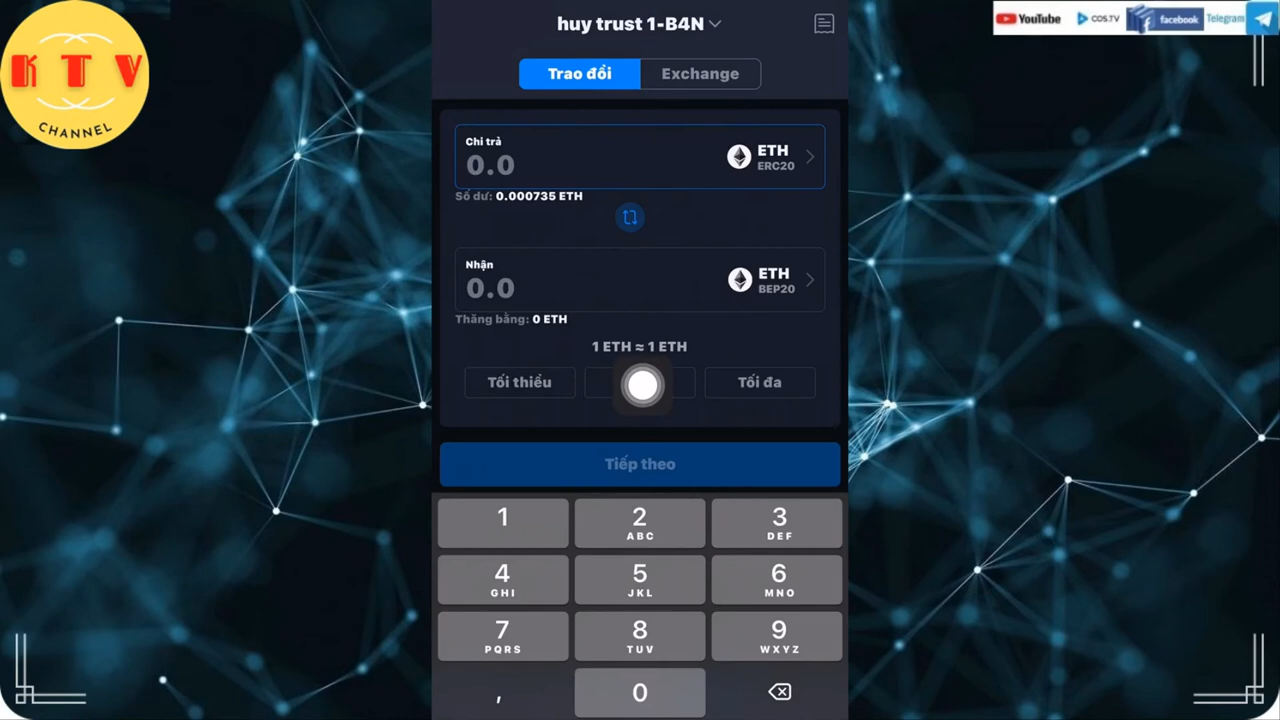 K T V
CHANNEL
YouTube
COS.TV
facebook
Telegram
huy trust 1-B4N
Trao đổi
Exchange
Chi trả
0.0
ETH
ERC20
Số dư: 0.000735 ETH
Nhận
0.0
ETH
BEP20
Thăng bằng: 0 ETH
1 ETH ≈ 1 ETH
Tối thiểu
Tối đa
Tiếp theo
1
2
ABC
3
DEF
4
GHI
5
JKL
6
MNO
7
PQRS
8
TUV
9
WXYZ
,
0